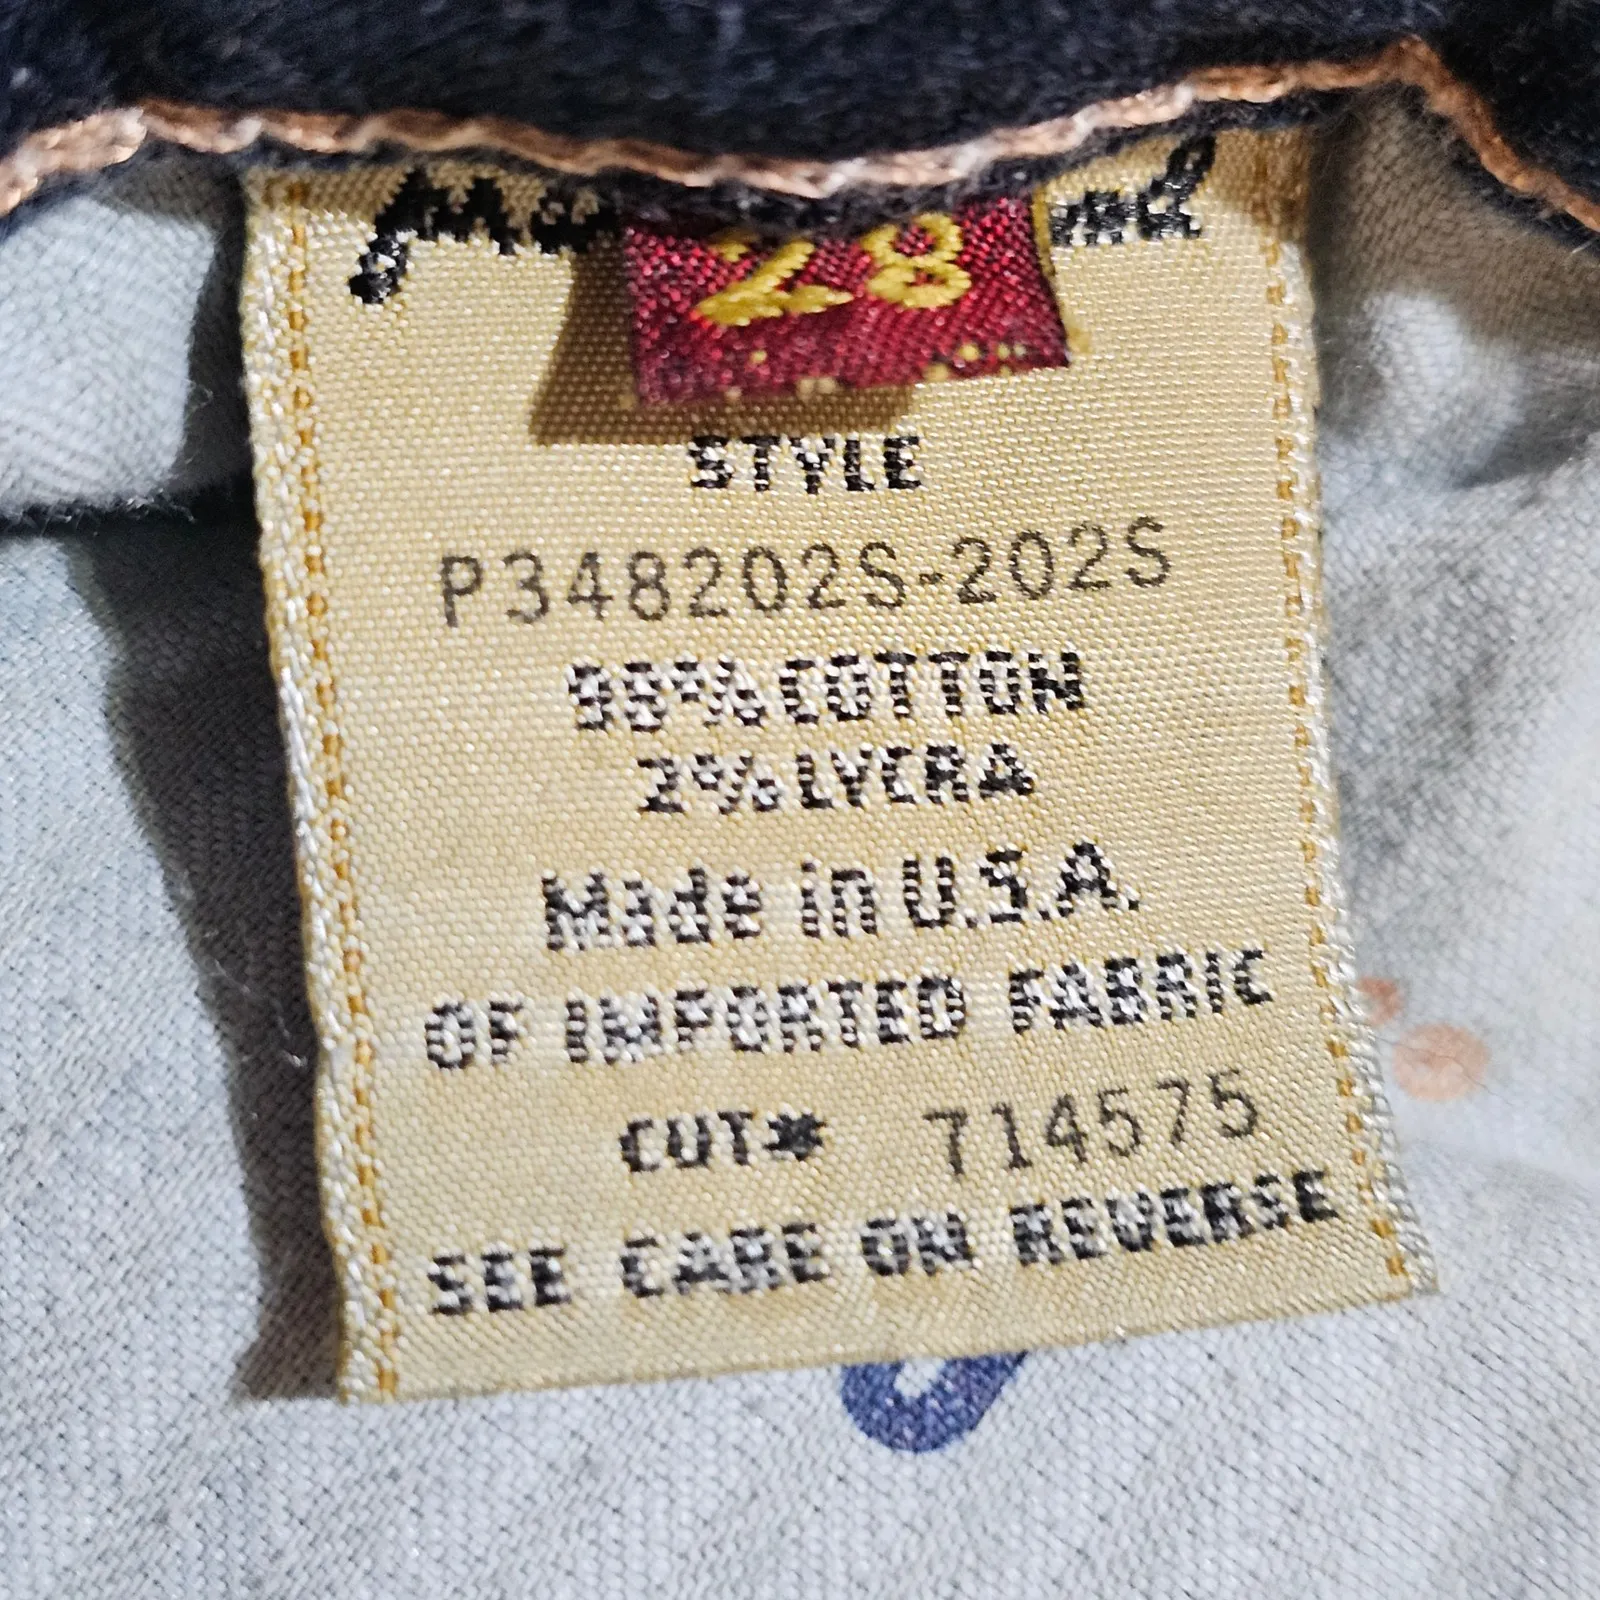 28
STYLE
P348202S-202S
98% COTTON
2% LYCRA
Made in U.S.A.
OF IMPORTED FABRIC
CUT# 714575
SEE CARE ON REVERSE